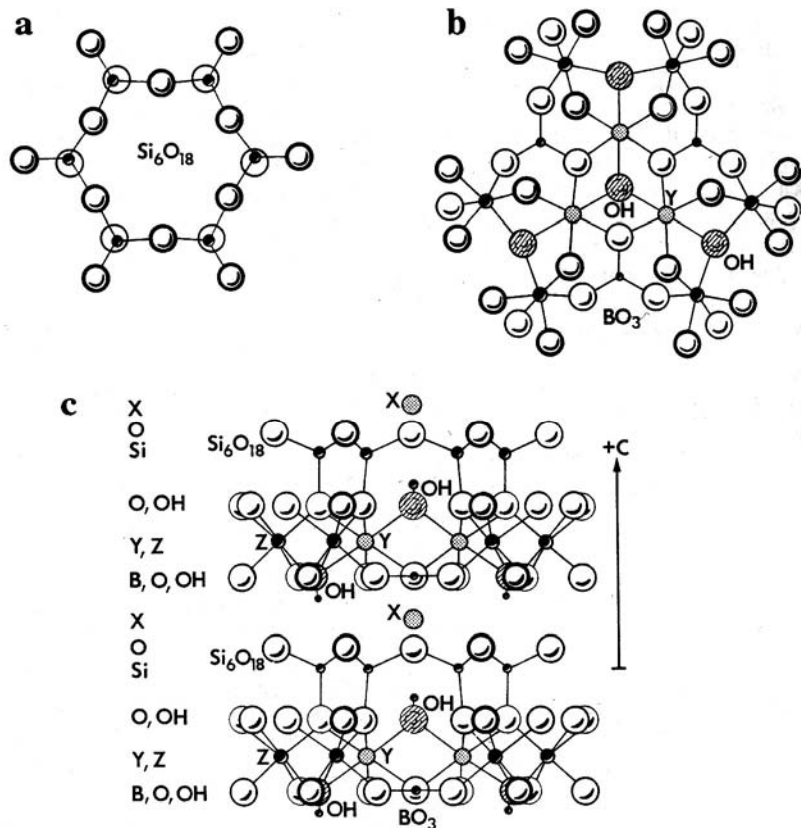 a
Si₆O₁₈
b
OH
Y
OH
BO₃
c
X
O
Si
Si₆O₁₈
X
+C
O, OH
OH
Y, Z
Z
Y
B, O, OH
OH
X
O
Si
Si₆O₁₈
X
O, OH
OH
Y, Z
Z
Y
B, O, OH
OH
BO₃